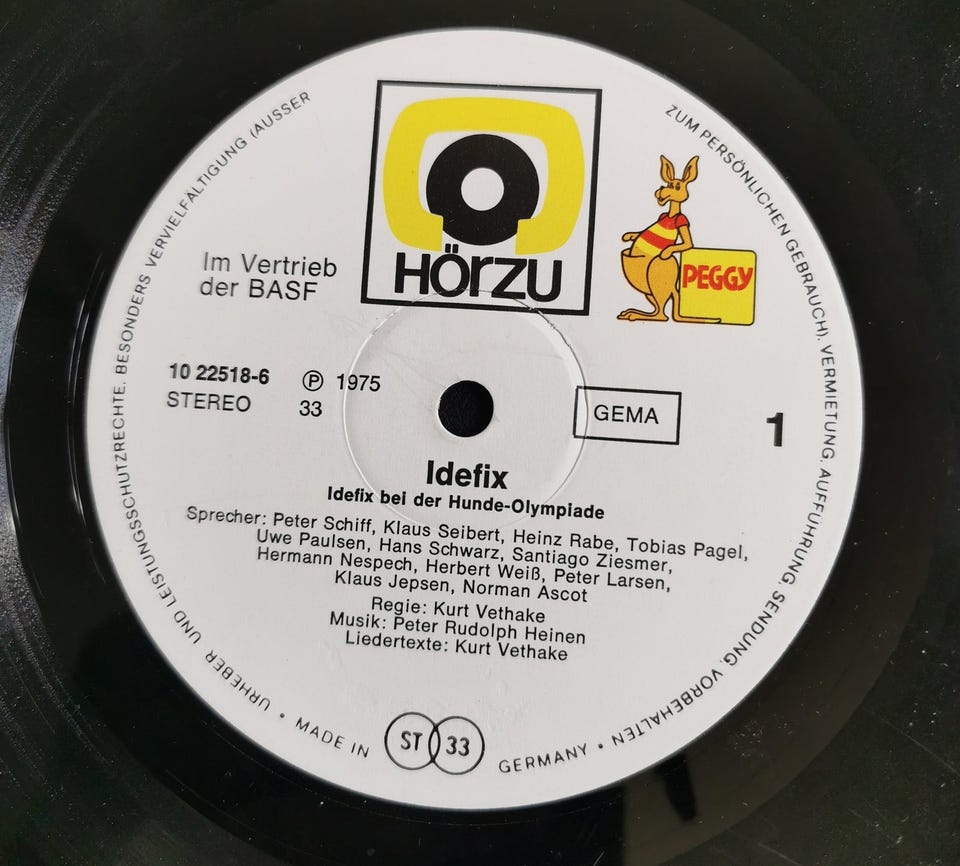 HÖRZU
PEGGY
Im Vertrieb
der BASF
10 22518-6 Ⓟ 1975
STEREO 33
GEMA
1
Idefix
Idefix bei der Hunde-Olympiade
Sprecher: Peter Schiff, Klaus Seibert, Heinz Rabe, Tobias Pagel,
Uwe Paulsen, Hans Schwarz, Santiago Ziesmer,
Hermann Nespech, Herbert Weiß, Peter Larsen,
Klaus Jepsen, Norman Ascot
Regie: Kurt Vethake
Musik: Peter Rudolph Heinen
Liedertexte: Kurt Vethake
URHEBER UND LEISTUNGSSCHUTZRECHTE. BESONDERS VERVIELFÄLTIGUNG (AUSSER
ZUM PERSÖNLICHEN GEBRAUCH), VERMIETUNG, AUFFÜHRUNG, SENDUNG, VORBEHALTEN
• MADE IN ST 33 GERMANY •